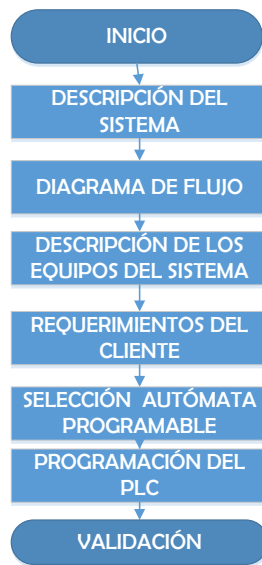 INICIO
DESCRIPCIÓN DEL
SISTEMA
DIAGRAMA DE FLUJO
DESCRIPCIÓN DE LOS
EQUIPOS DEL SISTEMA
REQUERIMIENTOS DEL
CLIENTE
SELECCIÓN AUTÓMATA
PROGRAMABLE
PROGRAMACIÓN DEL
PLC
VALIDACIÓN